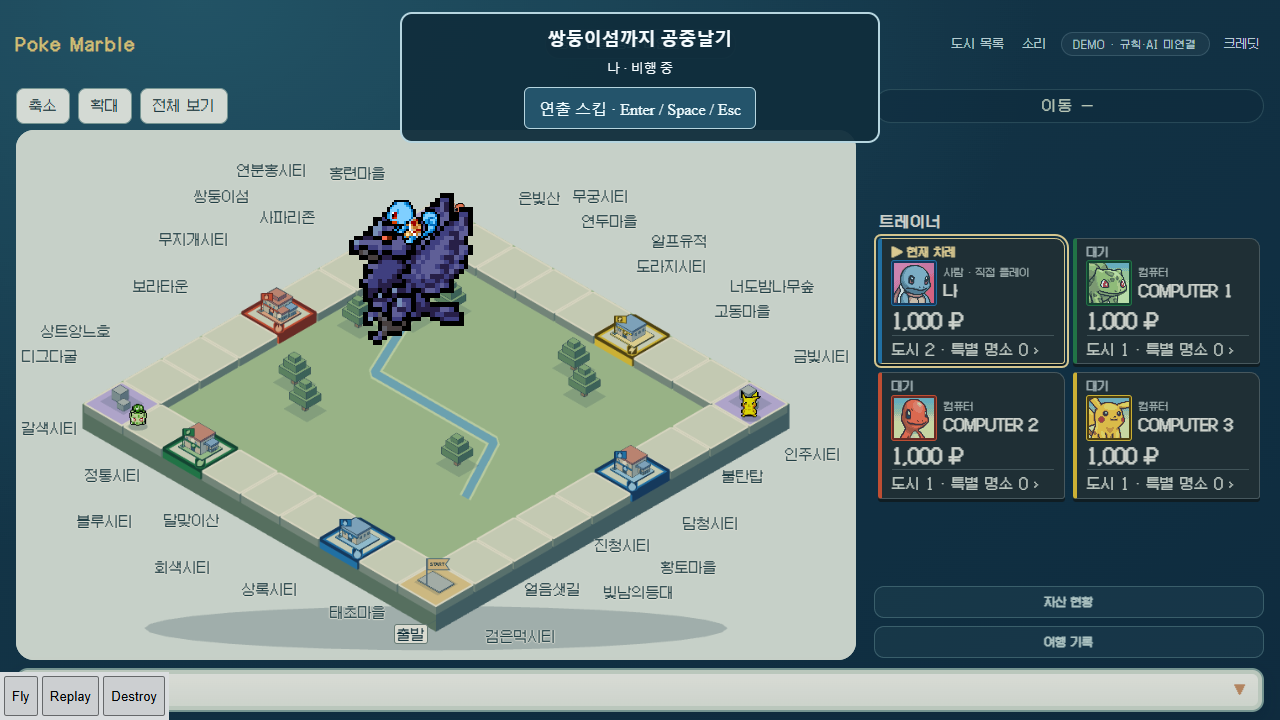 Poke Marble
쌍둥이섬까지 공중날기
나 · 비행 중
연출 스킵 · Enter / Space / Esc
도시 목록
소리
DEMO · 규칙·AI 미연결
크레딧
축소
확대
전체 보기
이동 —
연분홍시티
홍련마을
쌍둥이섬
사파리존
무지개시티
보라타운
상트앙느호
디그다굴
은빛산
무궁시티
연두마을
알프유적
도라지시티
너도밤나무숲
고동마을
금빛시티
갈색시티
정통시티
블루시티
달맞이산
회색시티
상록시티
태초마을
START
출발
검은먹시티
얼음샛길
빛남의등대
황토마을
진청시티
담청시티
불탄탑
인주시티
트레이너
▶ 현재 차례
사람 · 직접 플레이
나
1,000 ₽
도시 2 · 특별 명소 0 ›
대기
컴퓨터
COMPUTER 1
1,000 ₽
도시 1 · 특별 명소 0 ›
대기
컴퓨터
COMPUTER 2
1,000 ₽
도시 1 · 특별 명소 0 ›
대기
컴퓨터
COMPUTER 3
1,000 ₽
도시 1 · 특별 명소 0 ›
자산 현황
여행 기록
Fly
Replay
Destroy
▼